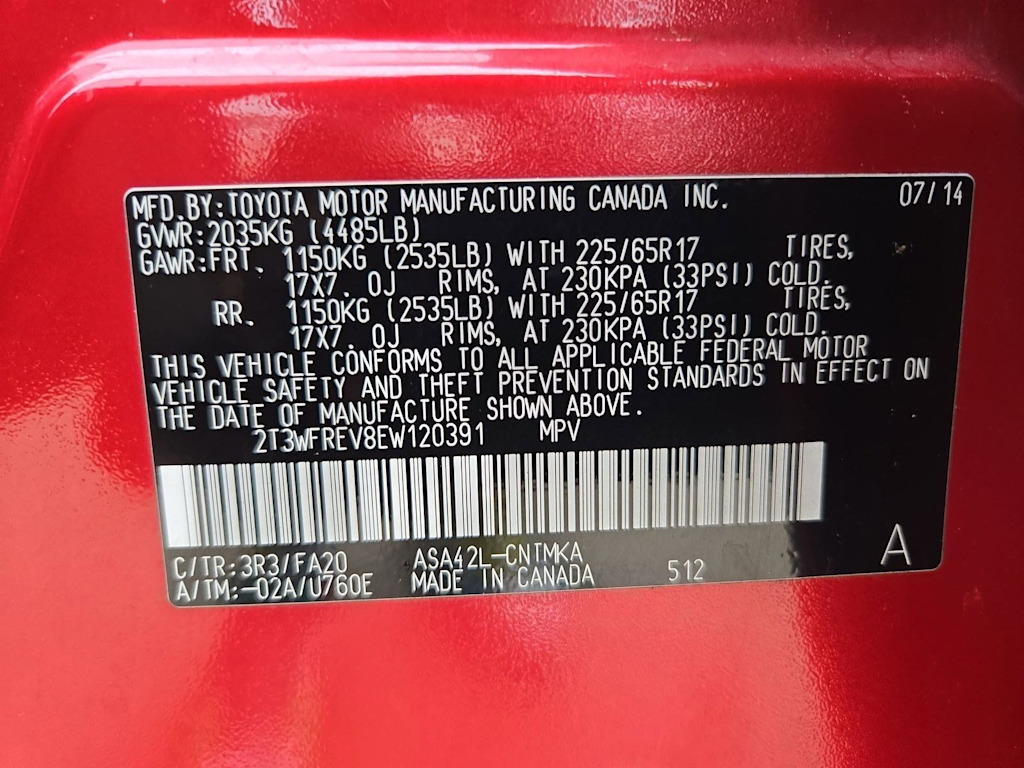 MFD.BY:TOYOTA MOTOR MANUFACTURING CANADA INC. 07/14
GVWR:2035KG (4485LB)
GAWR:FRT. 1150KG (2535LB) WITH 225/65R17 TIRES,
17X7. 0J RIMS, AT 230KPA (33PSI) COLD.
RR. 1150KG (2535LB) WITH 225/65R17 TIRES,
17X7. 0J RIMS, AT 230KPA (33PSI) COLD.
THIS VEHICLE CONFORMS TO ALL APPLICABLE FEDERAL MOTOR
VEHICLE SAFETY AND THEFT PREVENTION STANDARDS IN EFFECT ON
THE DATE OF MANUFACTURE SHOWN ABOVE.
2T3WFREV8EW120391 MPV
C/TR:3R3/FA20 ASA42L-CNTMKA A
A/TM:-02A/U760E MADE IN CANADA 512